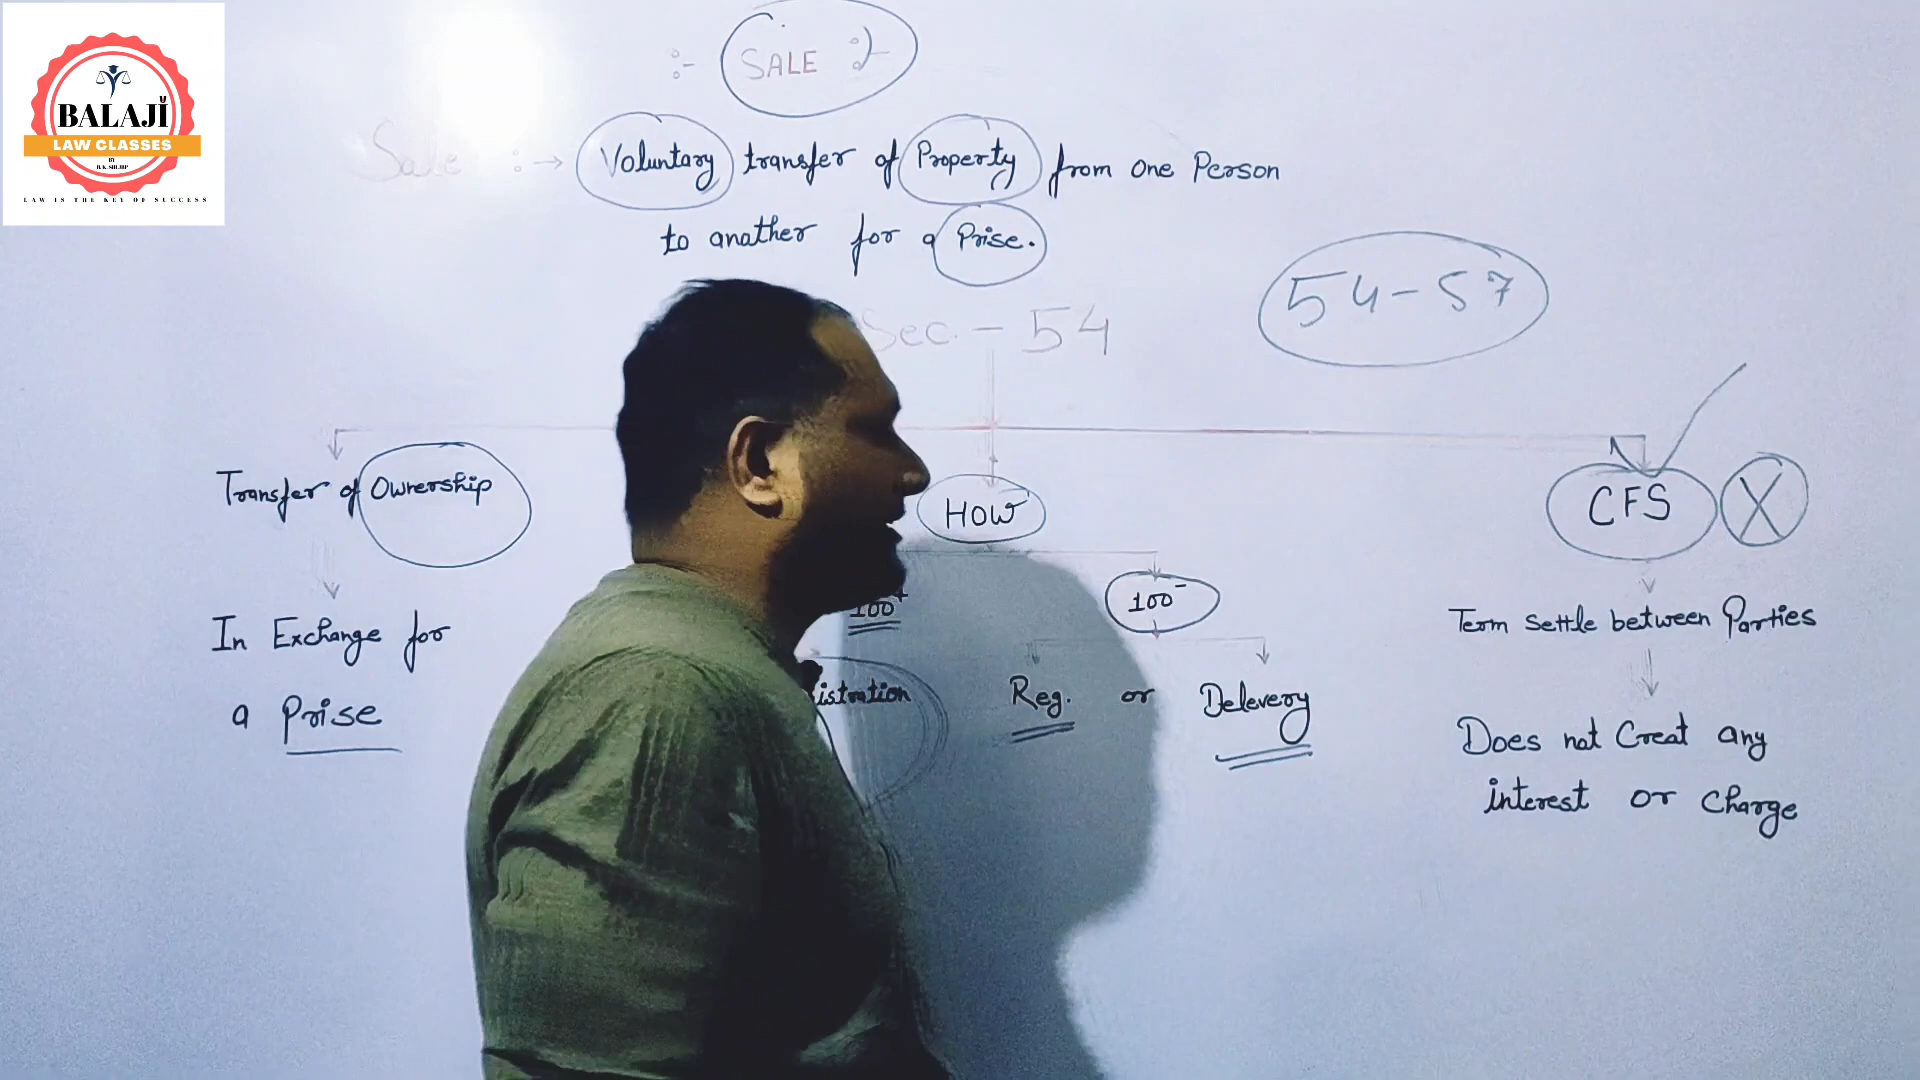 BALAJI
LAW CLASSES
BY
LAW IS THE KEY OF SUCCESS
:- SALE :-
Sale :→ Voluntary transfer of Property from one Person
to anather for a Prise.
Sec. - 54
54-57
Transfer of Ownership
In Exchange for
a Prise
How
100+
istration
100-
Reg. or Delevery
CFS X
Term settle between Parties
Does not Creat any
interest or charge